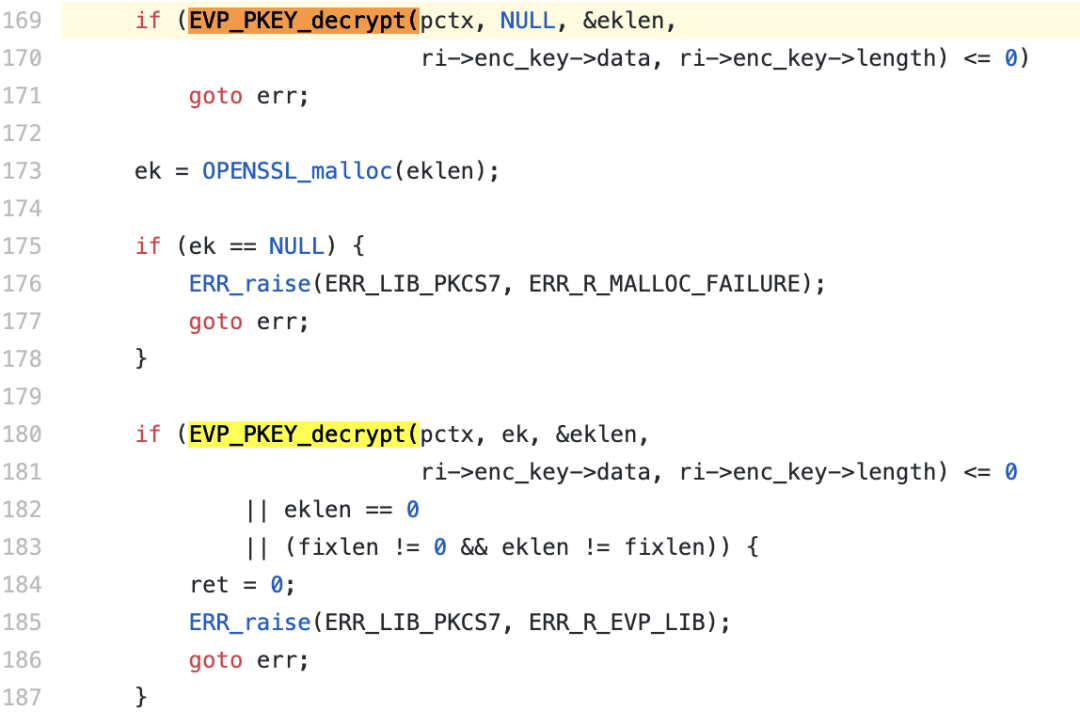 169 if (EVP_PKEY_decrypt(pctx, NULL, &eklen,
170 ri->enc_key->data, ri->enc_key->length) <= 0)
171 goto err;
172
173 ek = OPENSSL_malloc(eklen);
174
175 if (ek == NULL) {
176 ERR_raise(ERR_LIB_PKCS7, ERR_R_MALLOC_FAILURE);
177 goto err;
178 }
179
180 if (EVP_PKEY_decrypt(pctx, ek, &eklen,
181 ri->enc_key->data, ri->enc_key->length) <= 0
182 || eklen == 0
183 || (fixlen != 0 && eklen != fixlen)) {
184 ret = 0;
185 ERR_raise(ERR_LIB_PKCS7, ERR_R_EVP_LIB);
186 goto err;
187 }